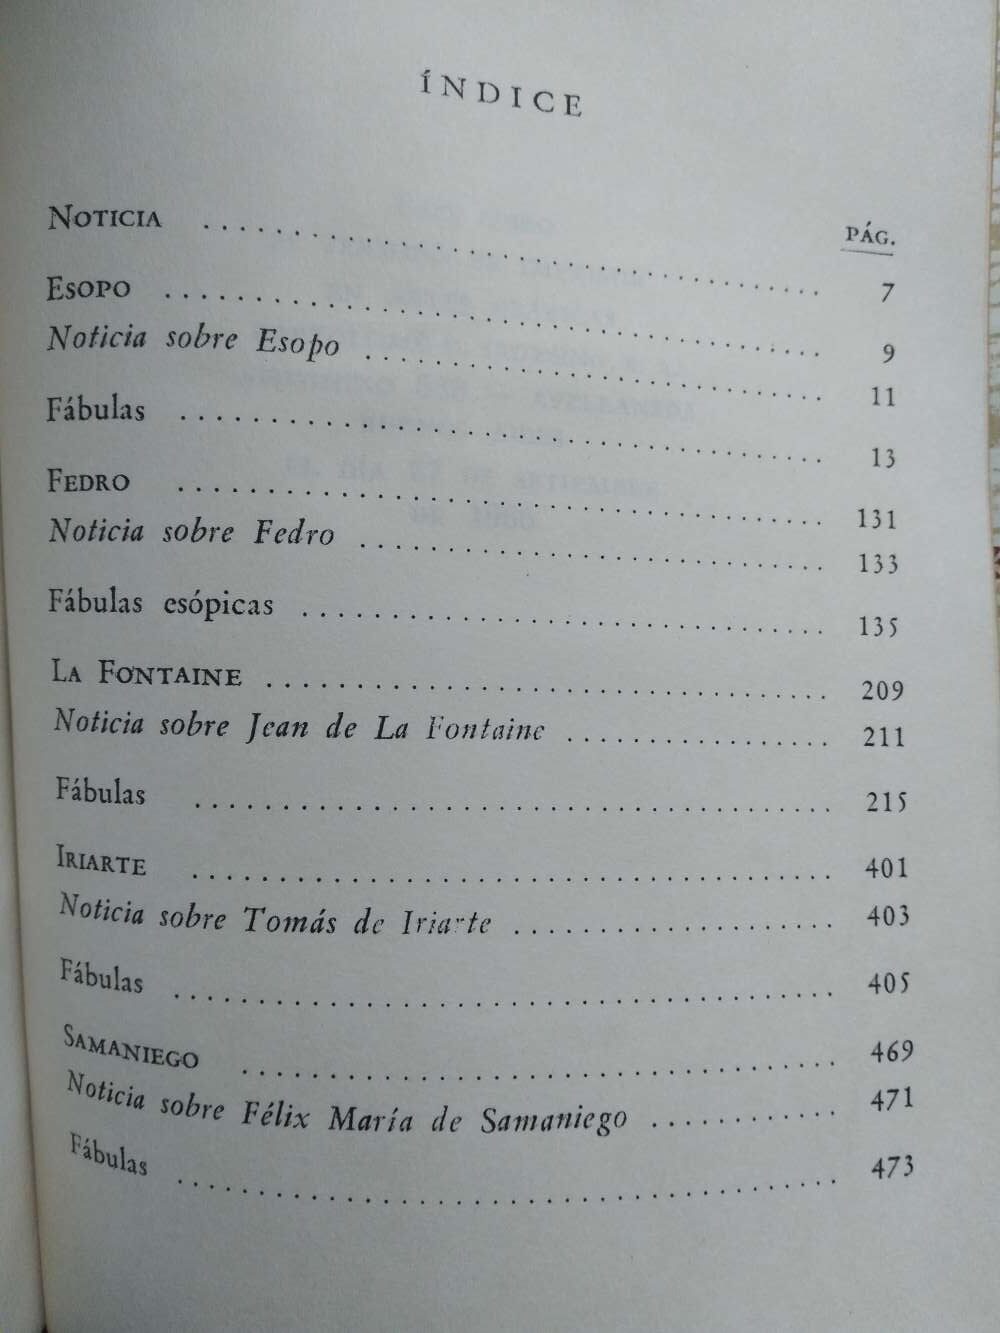 ÍNDICE
PÁG.
NOTICIA . . . . . . . . . . . . . . . . . . . . . . . . . . . . . . 7
ESOPO . . . . . . . . . . . . . . . . . . . . . . . . . . . . . . 9
Noticia sobre Esopo . . . . . . . . . . . . . . . . . . . . . . . . 11
Fábulas . . . . . . . . . . . . . . . . . . . . . . . . . . . . . . 13
FEDRO . . . . . . . . . . . . . . . . . . . . . . . . . . . . . . 131
Noticia sobre Fedro . . . . . . . . . . . . . . . . . . . . . . . . 133
Fábulas esópicas . . . . . . . . . . . . . . . . . . . . . . . . . . 135
LA FONTAINE . . . . . . . . . . . . . . . . . . . . . . . . . . . . 209
Noticia sobre Jean de La Fontaine . . . . . . . . . . . . . . 211
Fábulas . . . . . . . . . . . . . . . . . . . . . . . . . . . . . . 215
IRIARTE . . . . . . . . . . . . . . . . . . . . . . . . . . . . . . 401
Noticia sobre Tomás de Iriarte . . . . . . . . . . . . . . . . . 403
Fábulas . . . . . . . . . . . . . . . . . . . . . . . . . . . . . . 405
SAMANIEGO . . . . . . . . . . . . . . . . . . . . . . . . . . . . 469
Noticia sobre Félix María de Samaniego . . . . . . . . . . 471
Fábulas . . . . . . . . . . . . . . . . . . . . . . . . . . . . . . 473